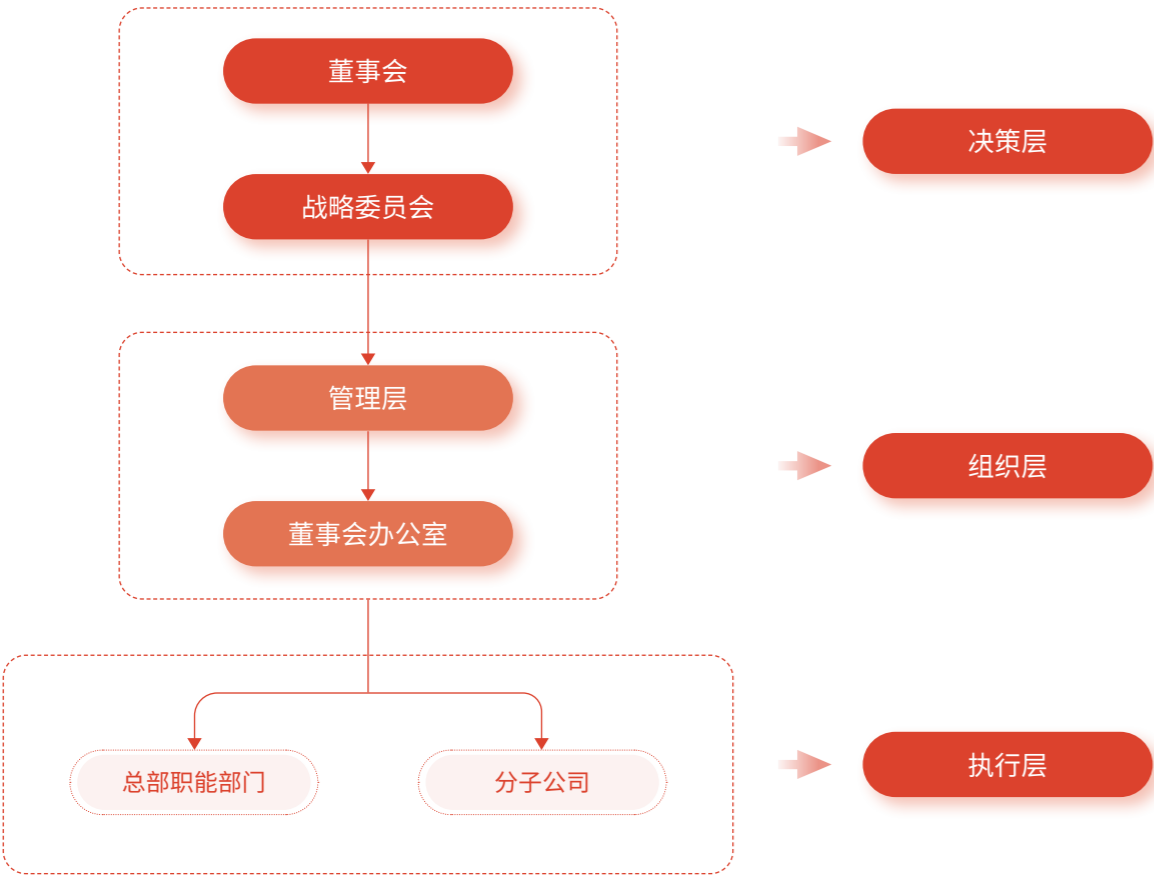 董事会
战略委员会
决策层
管理层
董事会办公室
组织层
总部职能部门
分子公司
执行层